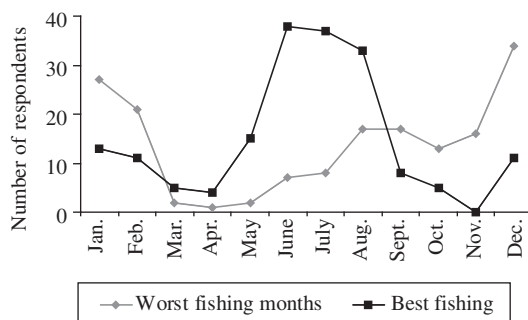 40
30
20
10
0
Number of respondents
Jan.
Feb.
Mar.
Apr.
May
June
July
Aug.
Sept.
Oct.
Nov.
Dec.
Worst fishing months
Best fishing